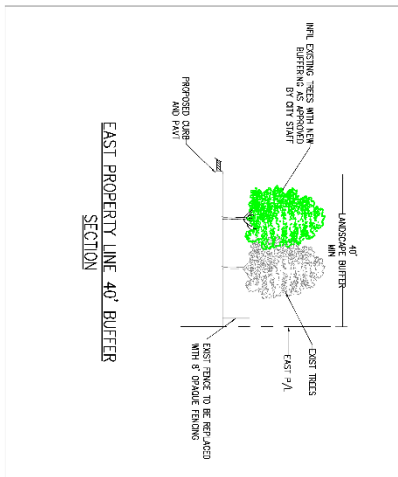 INFIL EXISTING TREES WITH NEW
BUFFERING AS APPROVED
BY CITY STAFF
40'
LANDSCAPE BUFFER
MIN
EXIST TREES
EAST P/L
PROPOSED CURB
AND PAVT
EXIST FENCE TO BE REPLACED
WITH 8' OPAQUE FENCING
EAST PROPERTY LINE 40' BUFFER
SECTION